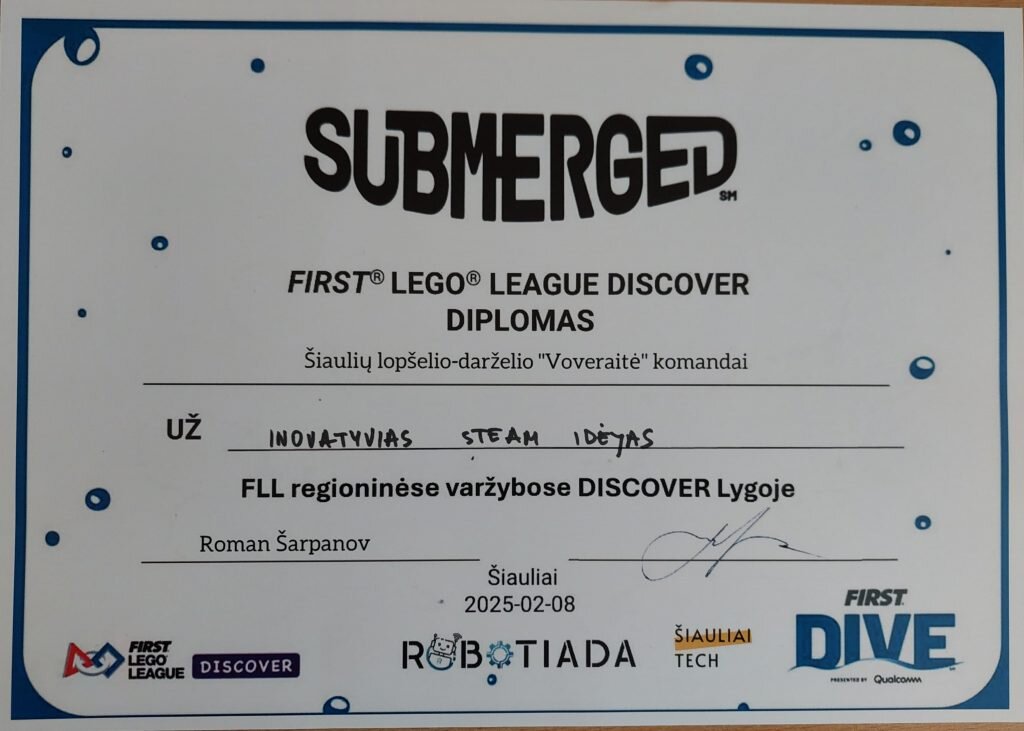 SUBMERGED SM
FIRST® LEGO® LEAGUE DISCOVER
DIPLOMAS
Šiaulių lopšelio-darželio "Voveraitė" komandai
UŽ INOVATYVIAS STEAM IDĖJAS
FLL regioninėse varžybose DISCOVER Lygoje
Roman Šarpanov
Šiauliai
2025-02-08
FIRST
LEGO
LEAGUE
DISCOVER
ROBOTIADA
ŠIAULIAI
TECH
FIRST
DIVE
PRESENTED BY Qualcomm